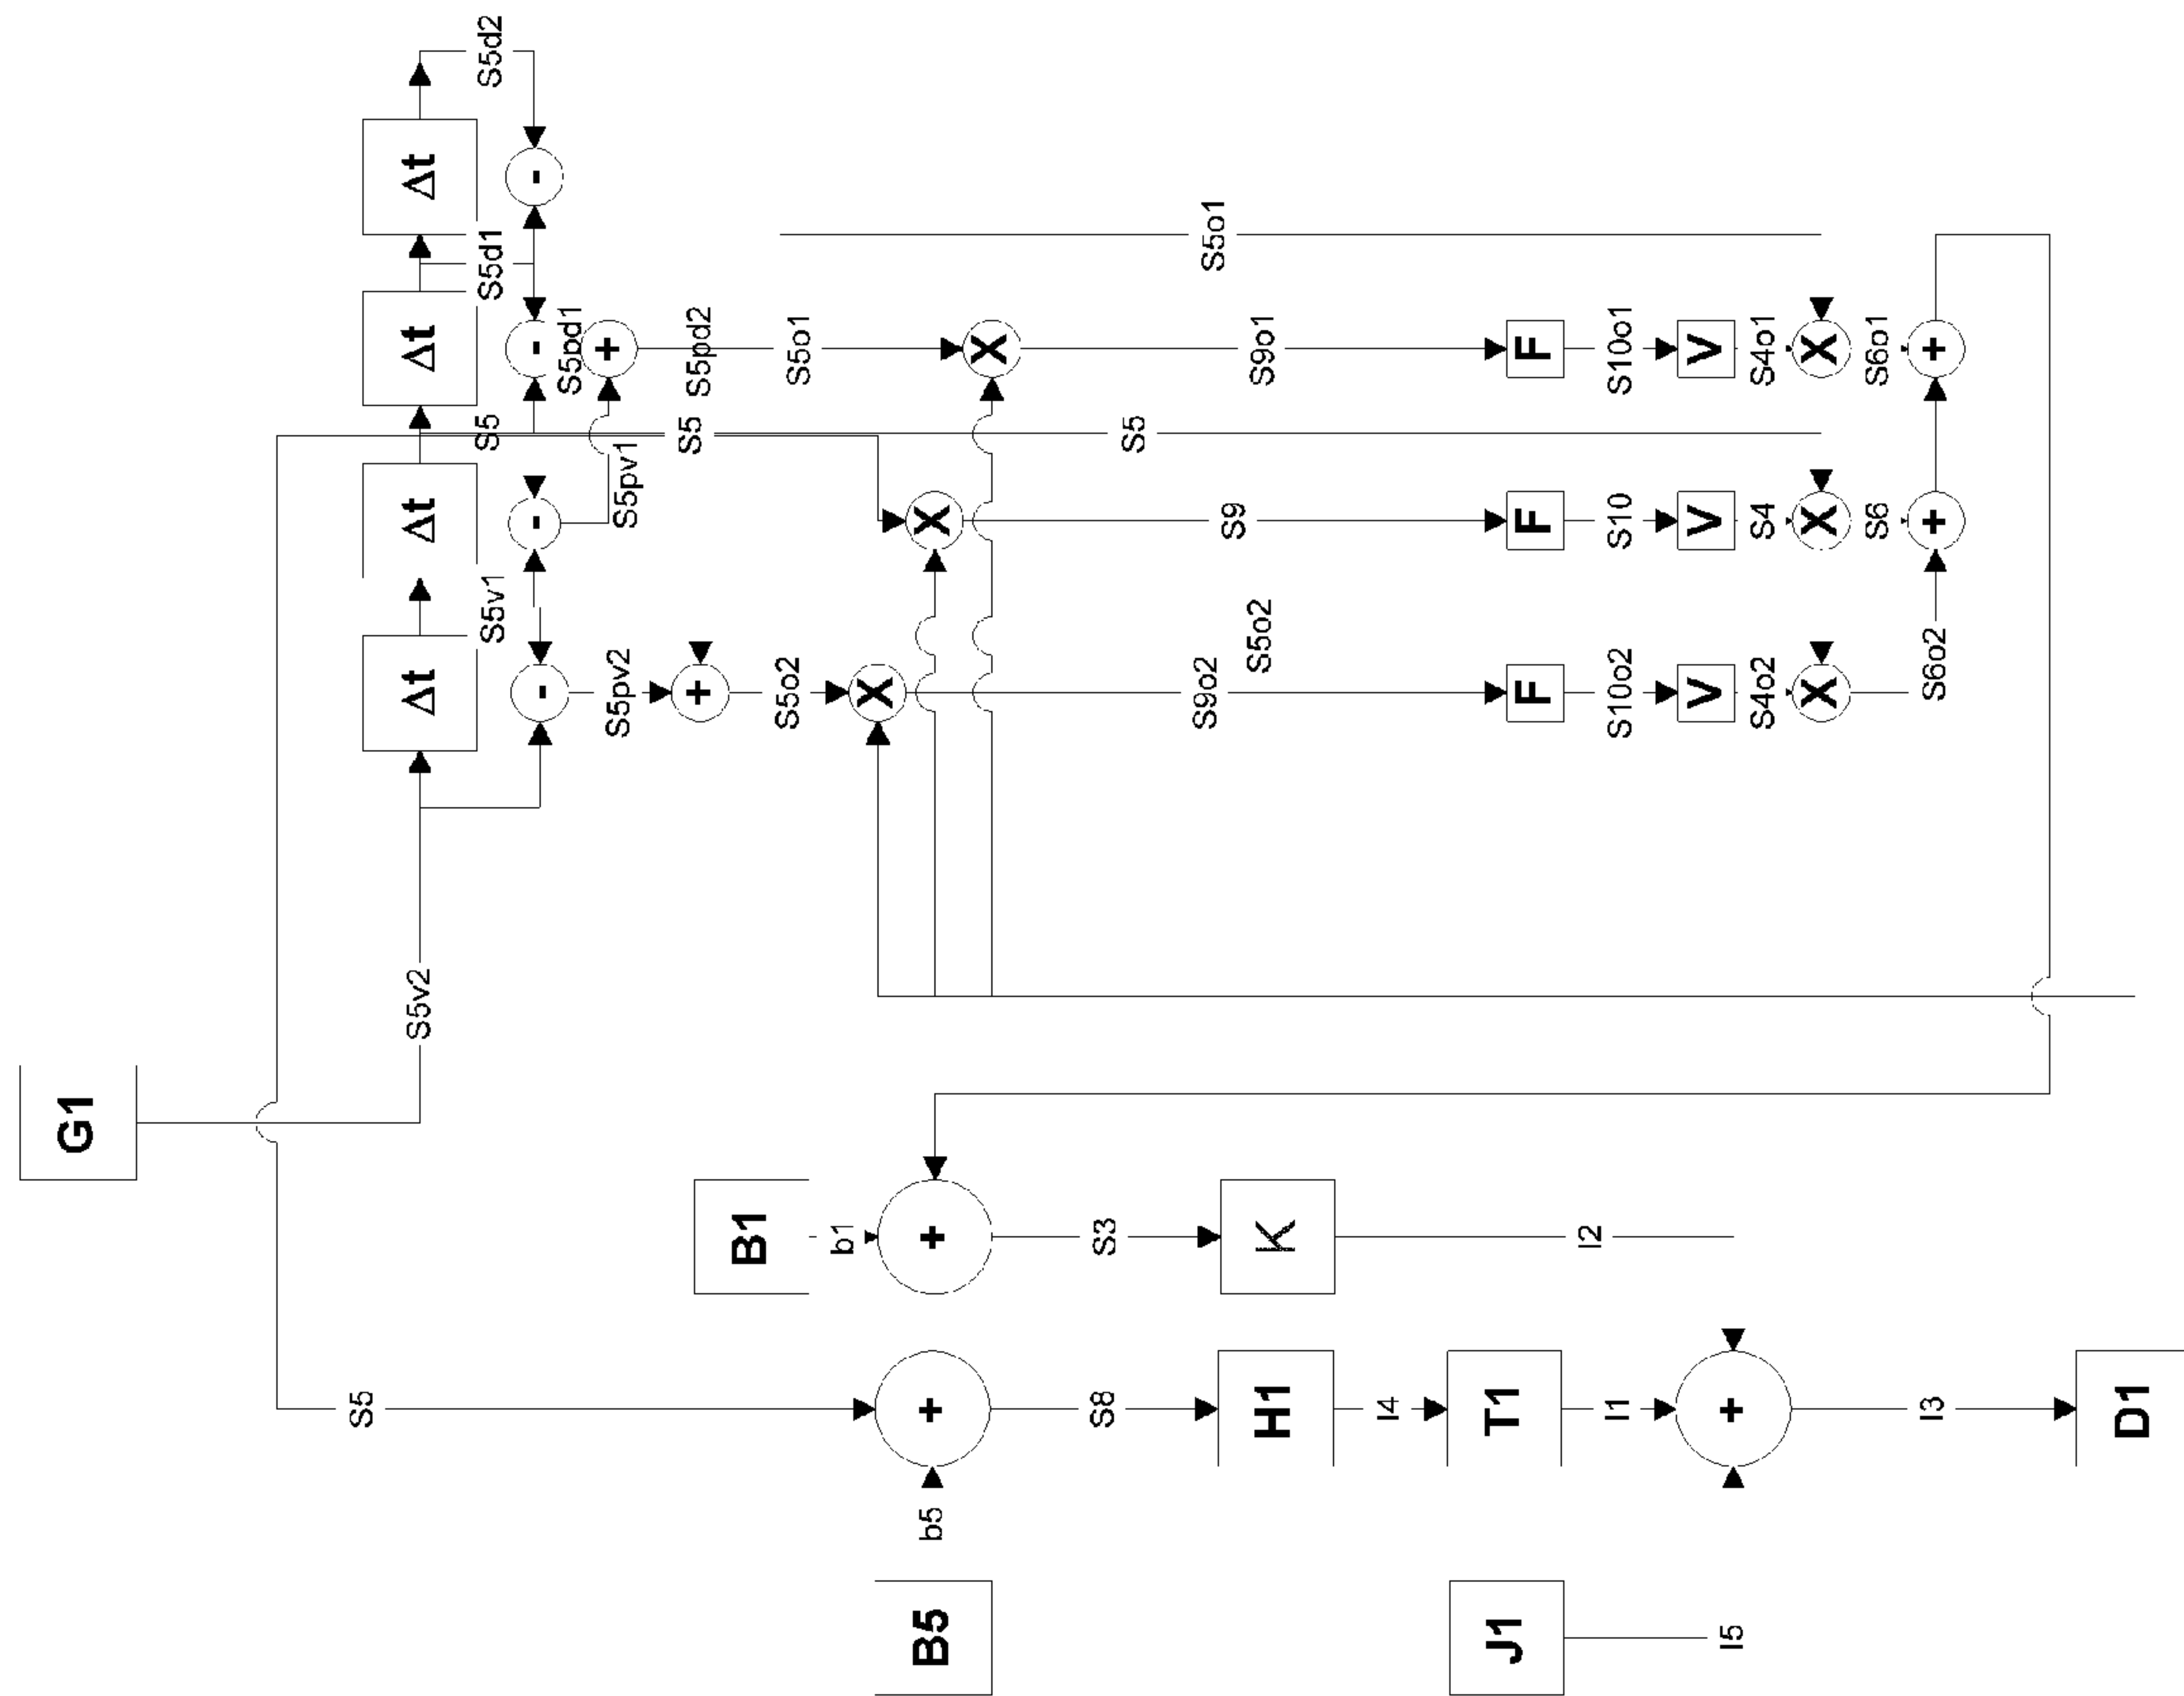 G1
S5
S5v2
Δt
Δt
Δt
Δt
S5v1
S5
S5d1
S5d2
-
-
-
-
S5pd1
+
S5pv2
S5pv1
+
S5
S5pd2
B1
S5o2
S5o1
b1
X
B5
b5
+
+
X
X
S8
S3
S5
S9o2
S5o1
S9
S5o2
S9o1
H1
K
I4
J1
T1
F
F
F
I2
I1
S10o2
S10
S10o1
V
V
V
I5
+
S4o2
S4
S4o1
X
X
X
S6
S6o1
I3
S6o2
+
+
D1